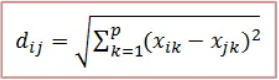 d_{ij} = \sqrt{\sum_{k=1}^{p} (x_{ik} - x_{jk})^2}